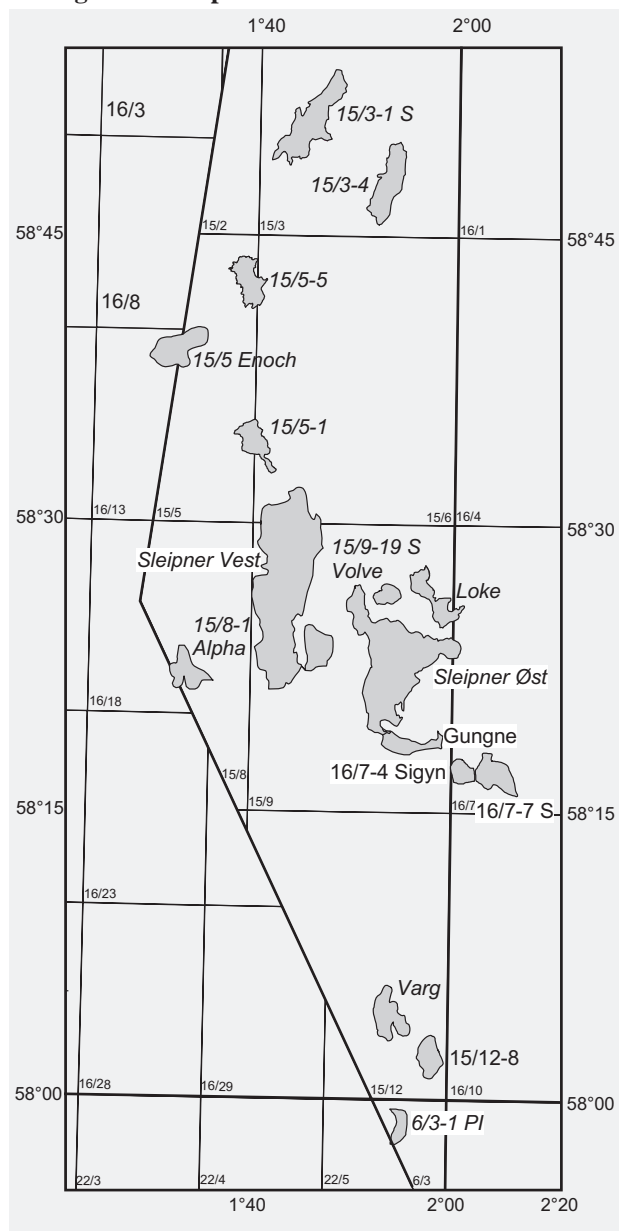 1°40 2°00
16/3
15/3-1 S
15/3-4
58°45 15/2 15/3 16/1 58°45
15/5-5
16/8
15/5 Enoch
15/5-1
58°30 16/13 15/5 15/6 16/4 58°30
Sleipner Vest
15/9-19 S
Volve
Loke
15/8-1
Alpha
Sleipner Øst
16/18
Gungne
16/7-4 Sigyn
15/8
58°15 15/9 16/7 16/7-7 S 58°15
16/23
Varg
15/12-8
58°00 16/28 16/29 15/12 16/10 58°00
6/3-1 PI
22/3 22/4 22/5 6/3
1°40 2°00 2°20